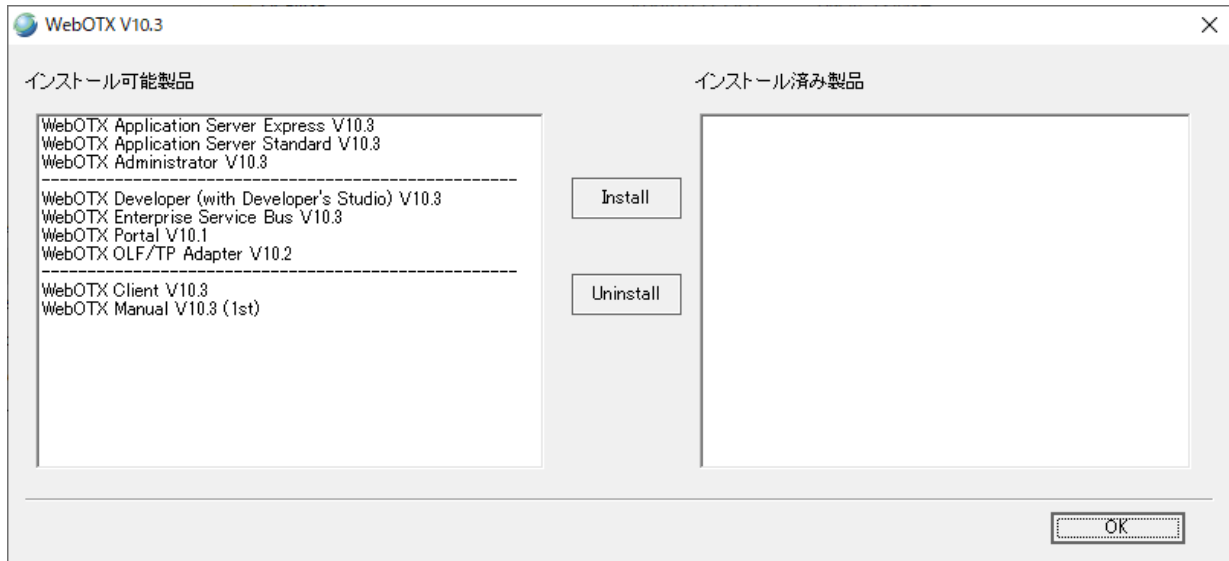 WebOTX V10.3
インストール可能製品
インストール済み製品
WebOTX Application Server Express V10.3
WebOTX Application Server Standard V10.3
WebOTX Administrator V10.3
----------------------------------------------------
WebOTX Developer (with Developer's Studio) V10.3
WebOTX Enterprise Service Bus V10.3
WebOTX Portal V10.1
WebOTX OLF/TP Adapter V10.2
----------------------------------------------------
WebOTX Client V10.3
WebOTX Manual V10.3 (1st)
Install
Uninstall
OK